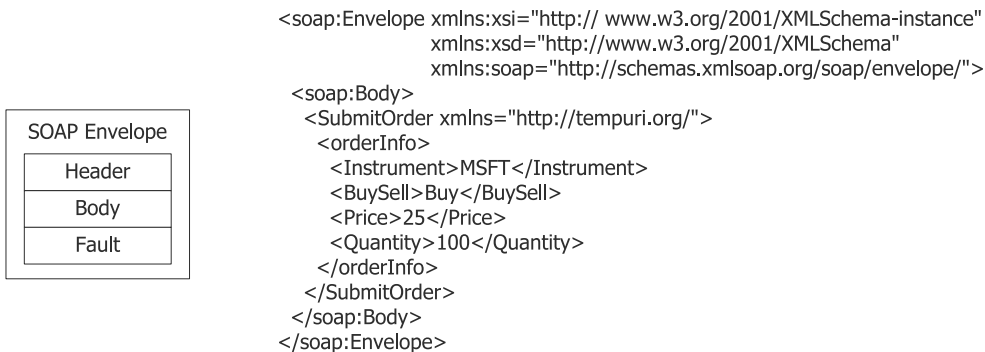 SOAP Envelope
Header
Body
Fault
<soap:Envelope xmlns:xsi="http:// www.w3.org/2001/XMLSchema-instance"
xmlns:xsd="http://www.w3.org/2001/XMLSchema"
xmlns:soap="http://schemas.xmlsoap.org/soap/envelope/">
<soap:Body>
<SubmitOrder xmlns="http://tempuri.org/">
<orderInfo>
<Instrument>MSFT</Instrument>
<BuySell>Buy</BuySell>
<Price>25</Price>
<Quantity>100</Quantity>
</orderInfo>
</SubmitOrder>
</soap:Body>
</soap:Envelope>